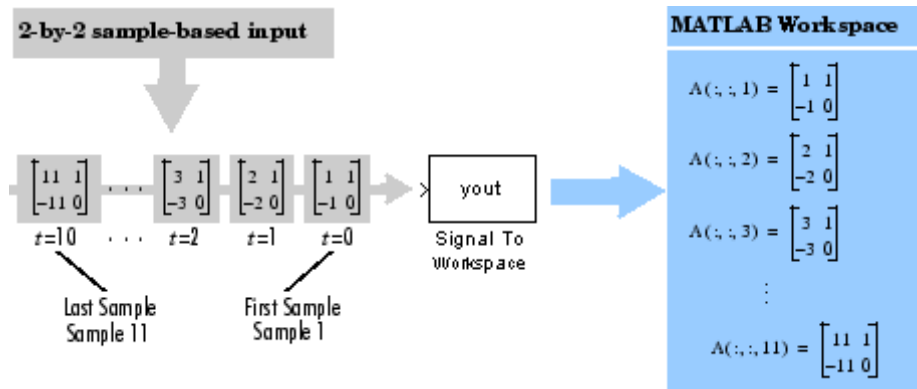 2-by-2 sample-based input
[11 1
-11 0]
. . .
[3 1
-3 0]
[2 1
-2 0]
[1 1
-1 0]
t=10 . . . t=2 t=1 t=0
Last Sample
Sample 11
First Sample
Sample 1
yout
Signal To
Workspace
MATLAB Workspace
A(:,:,1) = [1 1
-1 0]
A(:,:,2) = [2 1
-2 0]
A(:,:,3) = [3 1
-3 0]
⋮
A(:,:,11) = [11 1
-11 0]